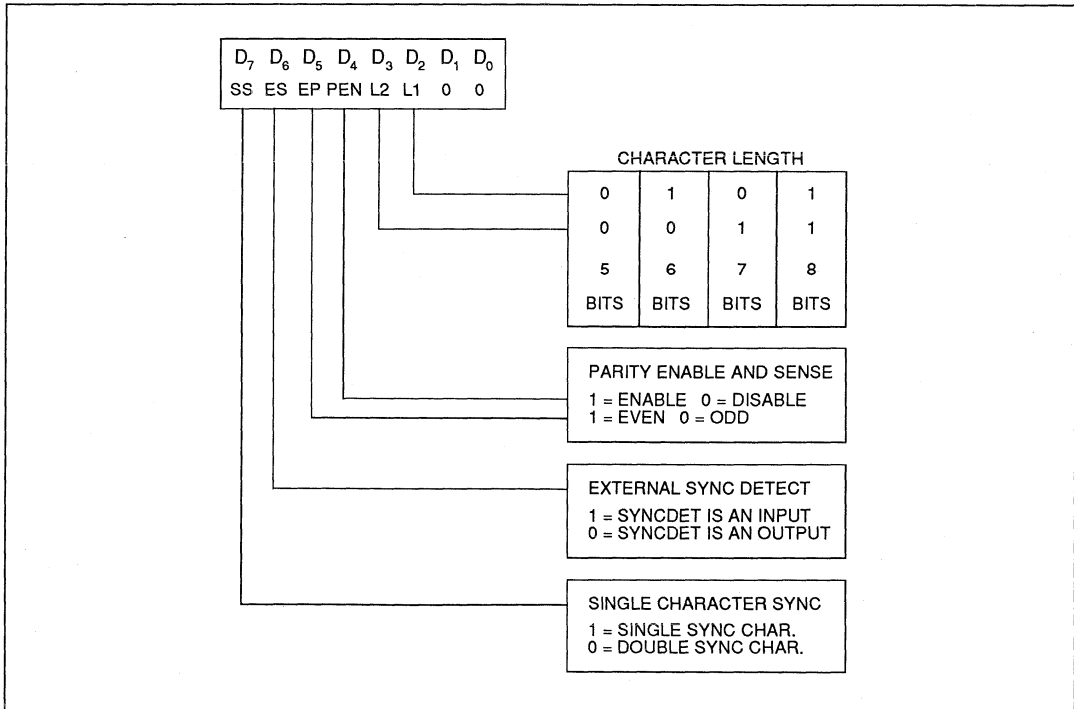 D₇ D₆ D₅ D₄ D₃ D₂ D₁ D₀
SS ES EP PEN L2 L1 0 0
CHARACTER LENGTH
0 1 0 1
0 0 1 1
5 6 7 8
BITS BITS BITS BITS
PARITY ENABLE AND SENSE
1 = ENABLE 0 = DISABLE
1 = EVEN 0 = ODD
EXTERNAL SYNC DETECT
1 = SYNCDET IS AN INPUT
0 = SYNCDET IS AN OUTPUT
SINGLE CHARACTER SYNC
1 = SINGLE SYNC CHAR.
0 = DOUBLE SYNC CHAR.